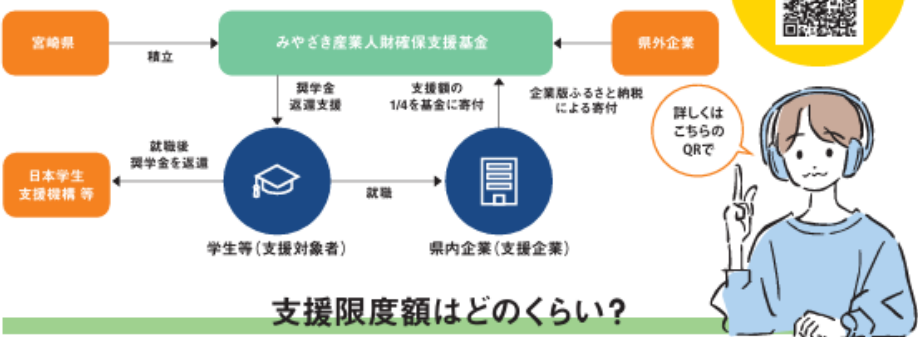 宮崎県
積立
みやざき産業人財確保支援基金
県外企業
奨学金
返還支援
支援額の
1/4を基金に寄付
企業版ふるさと納税
による寄付
詳しくは
こちらの
QRで
日本学生
支援機構 等
就職後
奨学金を返還
就職
学生等(支援対象者)
県内企業(支援企業)
支援限度額はどのくらい?